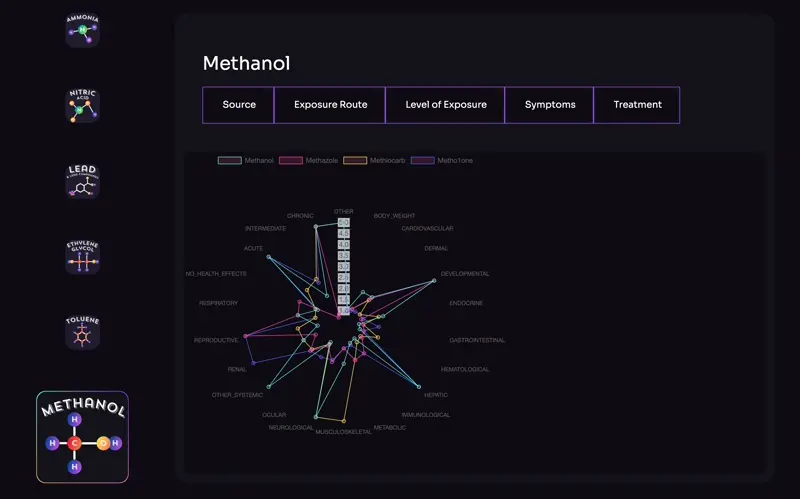 AMMONIA
N
NITRIC
ACID
N
LEAD
ETHYLENE
GLYCOL
TOLUENE
METHANOL
H
H C O H
H
Methanol
Source Exposure Route Level of Exposure Symptoms Treatment
Methanol Methazole Methiocarb
OTHER
CHRONIC BODY_WEIGHT
INTERMEDIATE CARDIOVASCULAR
ACUTE DERMAL
NO_HEALTH_EFFECTS DEVELOPMENTAL
RESPIRATORY ENDOCRINE
REPRODUCTIVE GASTROINTESTINAL
RENAL HEMATOLOGICAL
OTHER_SYSTEMIC HEPATIC
OCULAR IMMUNOLOGICAL
NEUROLOGICAL METABOLIC
MUSCULOSKELETAL
5.0
4.5
4.0
3.5
3.0
2.5
2.0
1.5
1.0